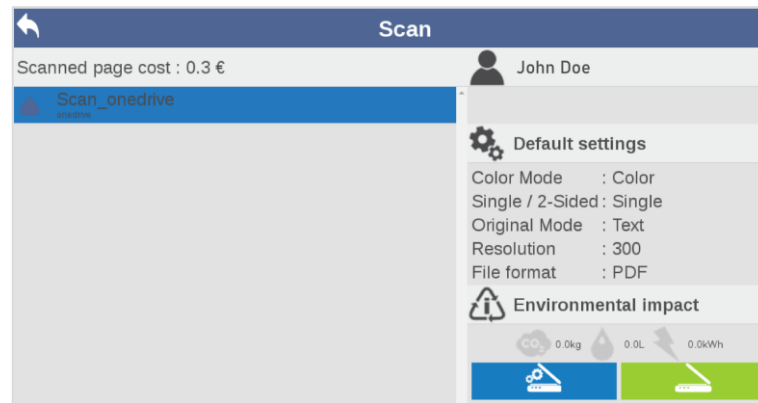 Scan
Scanned page cost : 0.3 €
John Doe
Scan_onedrive
onedrive
Default settings
Color Mode : Color
Single / 2-Sided : Single
Original Mode : Text
Resolution : 300
File format : PDF
Environmental impact
CO₂ 0.0kg 0.0L 0.0kWh